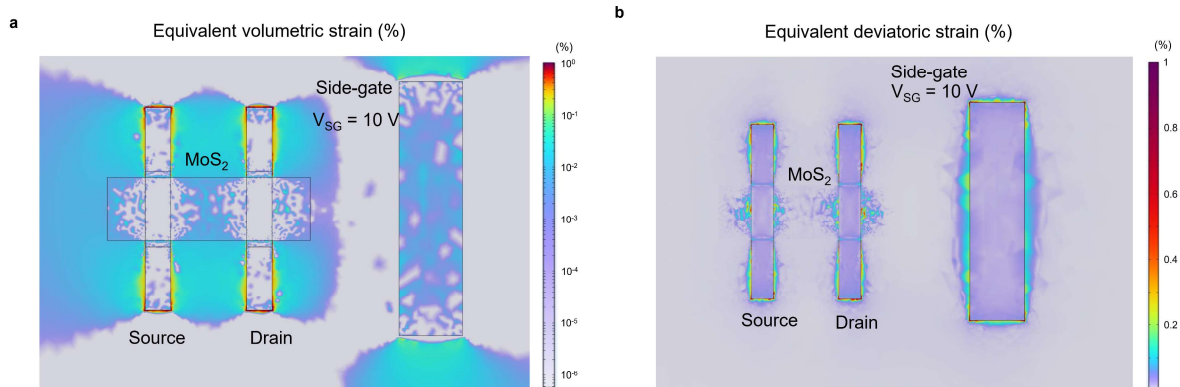 a
Equivalent volumetric strain (%)
(%)
10⁰
10⁻¹
10⁻²
10⁻³
10⁻⁴
10⁻⁵
10⁻⁶
Side-gate
V_SG = 10 V
MoS₂
Source
Drain
b
Equivalent deviatoric strain (%)
(%)
1
0.8
0.6
0.4
0.2
Side-gate
V_SG = 10 V
MoS₂
Source
Drain